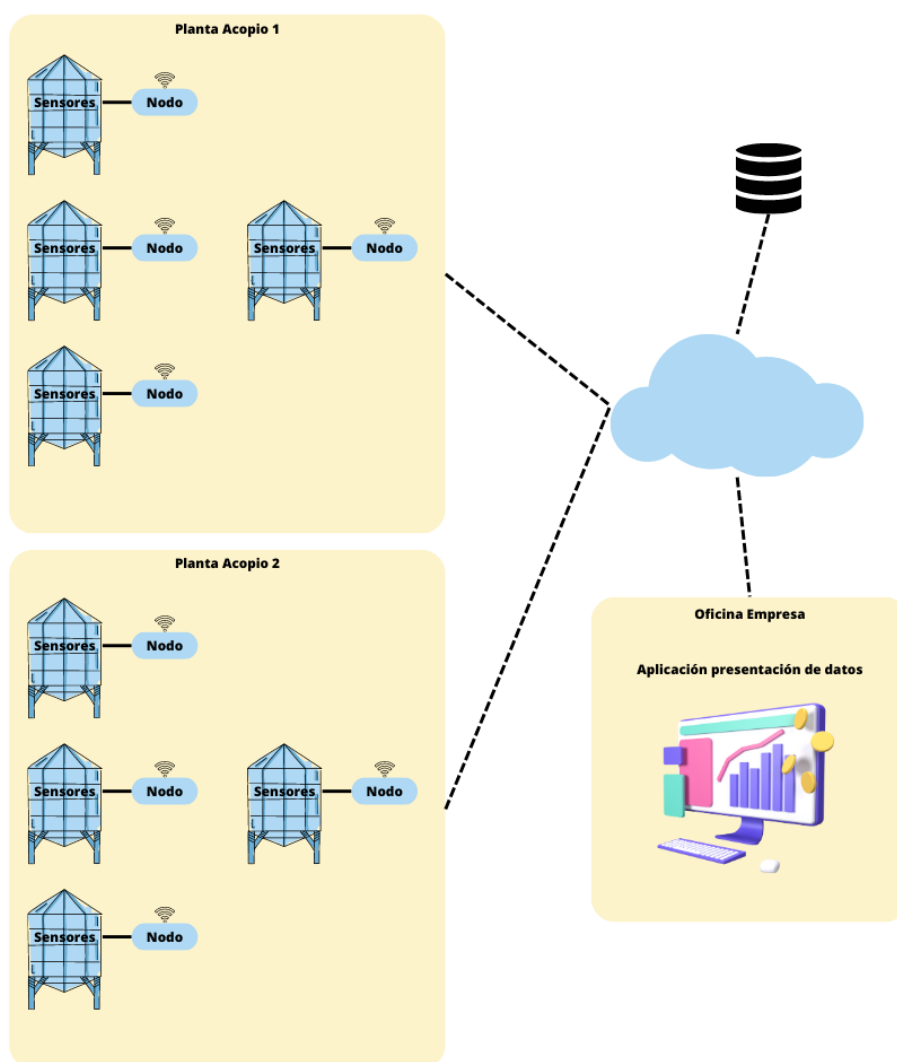 Planta Acopio 1
Sensores
Nodo
Sensores
Nodo
Sensores
Nodo
Sensores
Nodo
Planta Acopio 2
Sensores
Nodo
Sensores
Nodo
Sensores
Nodo
Sensores
Nodo
Oficina Empresa
Aplicación presentación de datos